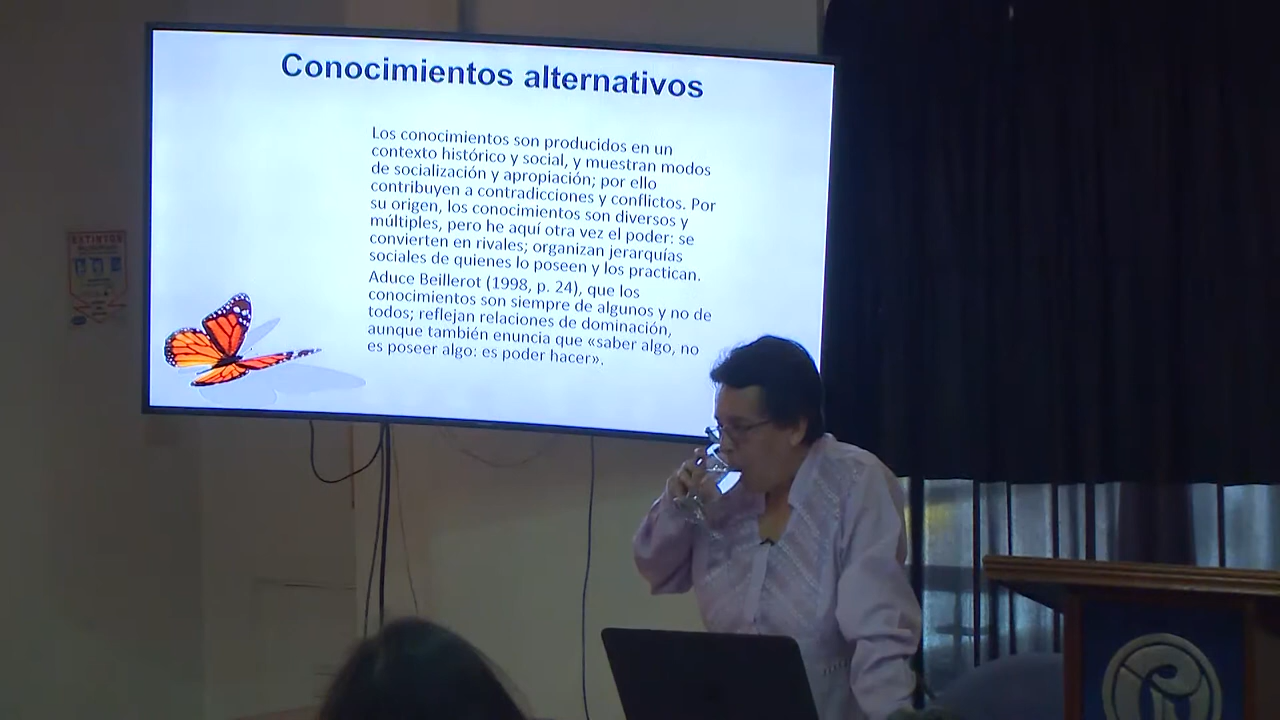 Conocimientos alternativos
Los conocimientos son producidos en un
contexto histórico y social, y muestran modos
de socialización y apropiación; por ello
contribuyen a contradicciones y conflictos. Por
su origen, los conocimientos son diversos y
múltiples, pero he aquí otra vez el poder: se
convierten en rivales; organizan jerarquías
sociales de quienes lo poseen y los practican.
Aduce Beillerot (1998, p. 24), que los
conocimientos son siempre de algunos y no de
todos; reflejan relaciones de dominación,
aunque también enuncia que «saber algo, no
es poseer algo: es poder hacer».